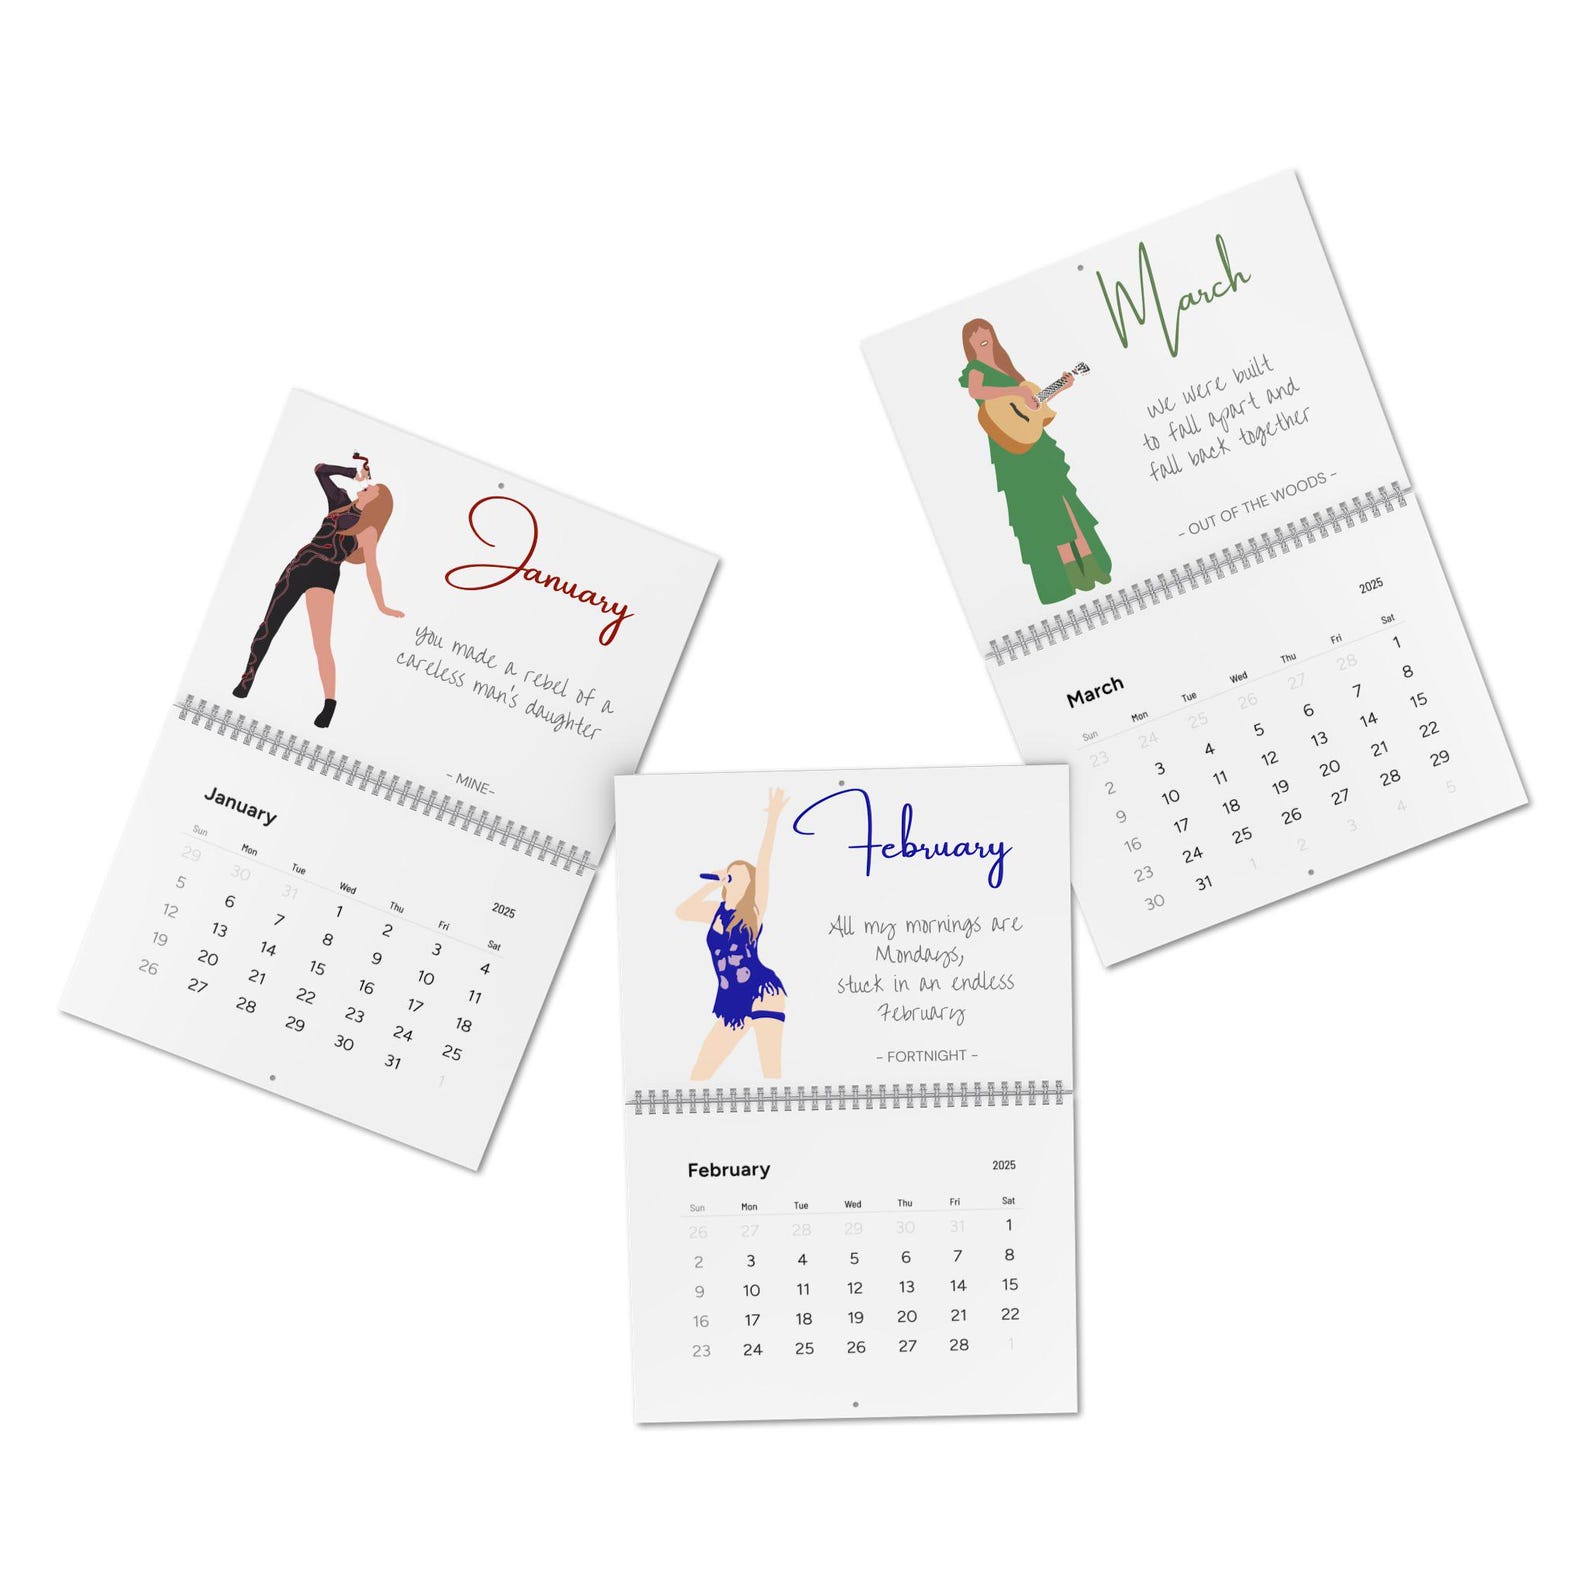 January
you made a rebel of a
careless man's daughter
- MINE-
January
2025
Sun Mon Tue Wed Thu Fri Sat
29 30 31 1 2 3 4
5 6 7 8 9 10 11
12 13 14 15 16 17 18
19 20 21 22 23 24 25
26 27 28 29 30 31 1
February
All my mornings are
Mondays,
stuck in an endless
February
- FORTNIGHT -
February 2025
Sun Mon Tue Wed Thu Fri Sat
26 27 28 29 30 31 1
2 3 4 5 6 7 8
9 10 11 12 13 14 15
16 17 18 19 20 21 22
23 24 25 26 27 28 1
March
We were built
to fall apart and
fall back together
- OUT OF THE WOODS -
March 2025
Sun Mon Tue Wed Thu Fri Sat
23 24 25 26 27 28 1
2 3 4 5 6 7 8
9 10 11 12 13 14 15
16 17 18 19 20 21 22
23 24 25 26 27 28 29
30 31 1 2 3 4 5